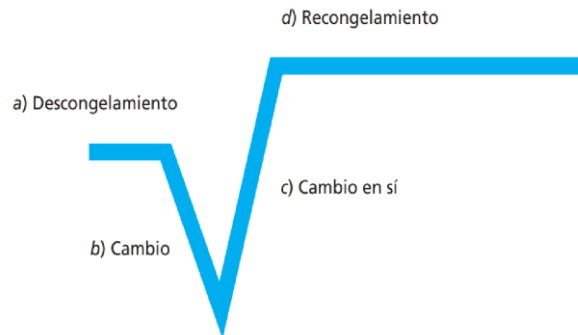 d) Recongelamiento
a) Descongelamiento
c) Cambio en sí
b) Cambio